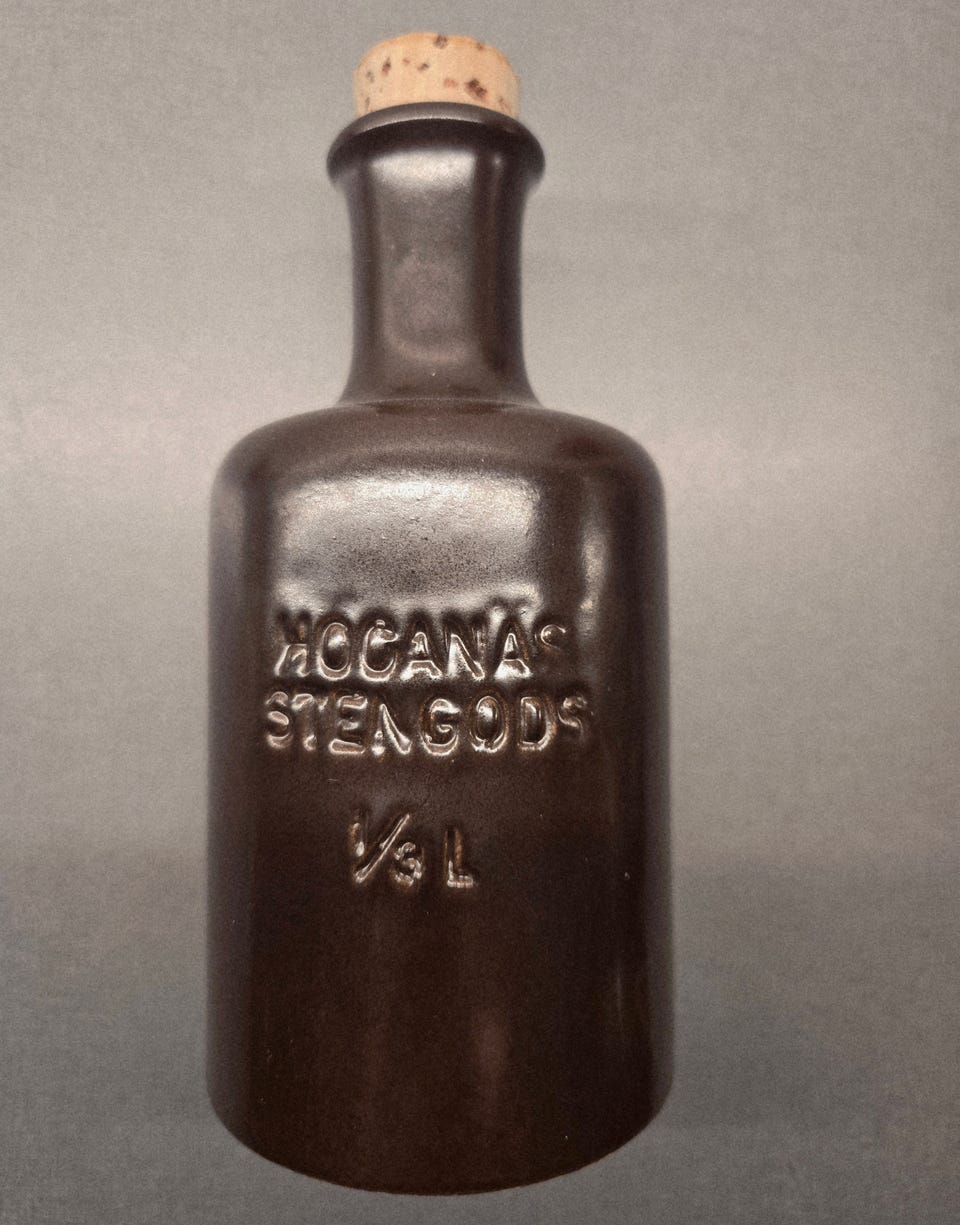 HÖGANÄS
STENGODS
1/3 L